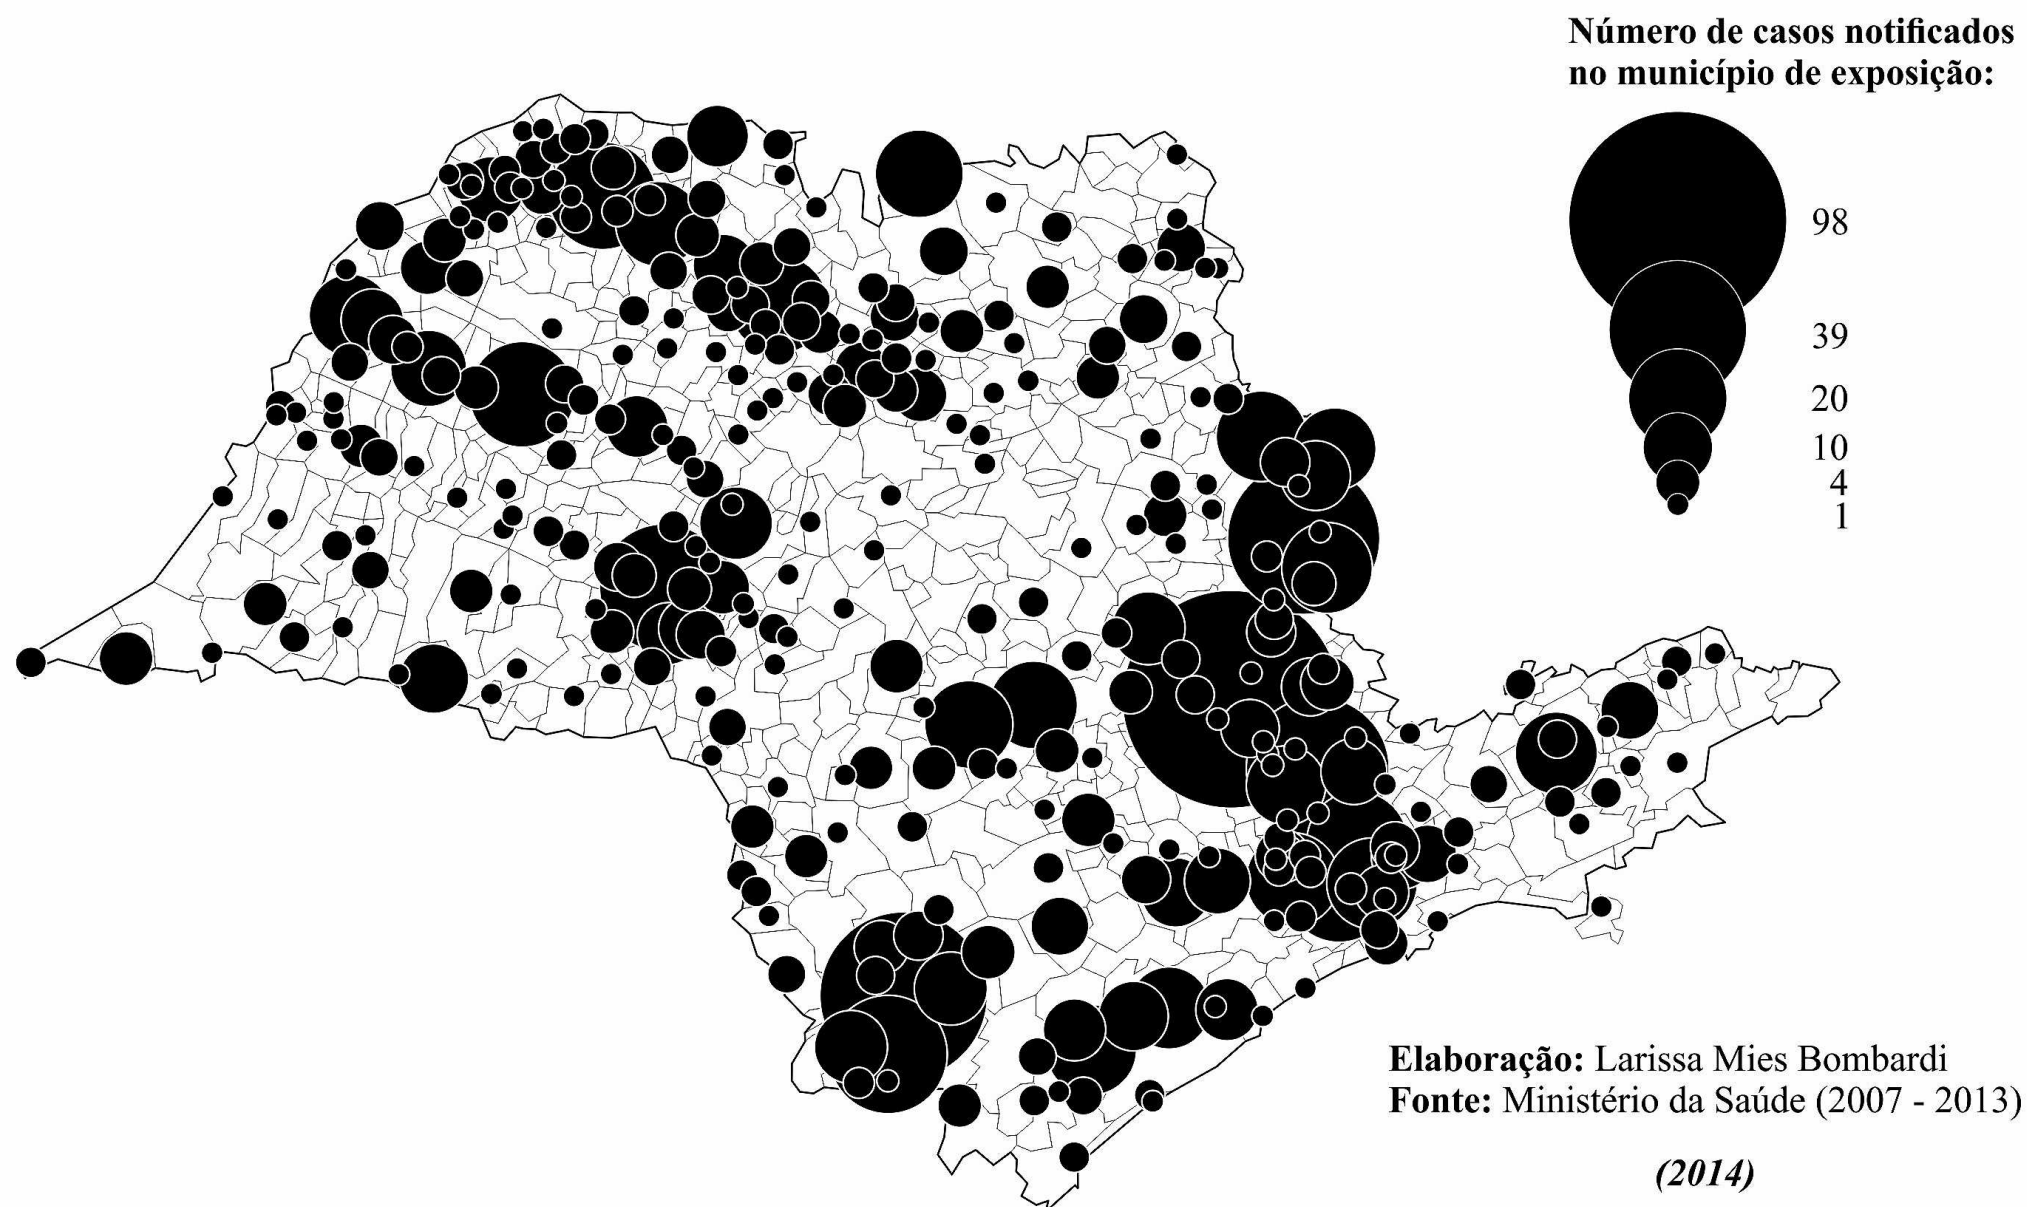 Número de casos notificados
no município de exposição:
98
39
20
10
4
1
Elaboração: Larissa Mies Bombardi
Fonte: Ministério da Saúde (2007 - 2013)
(2014)